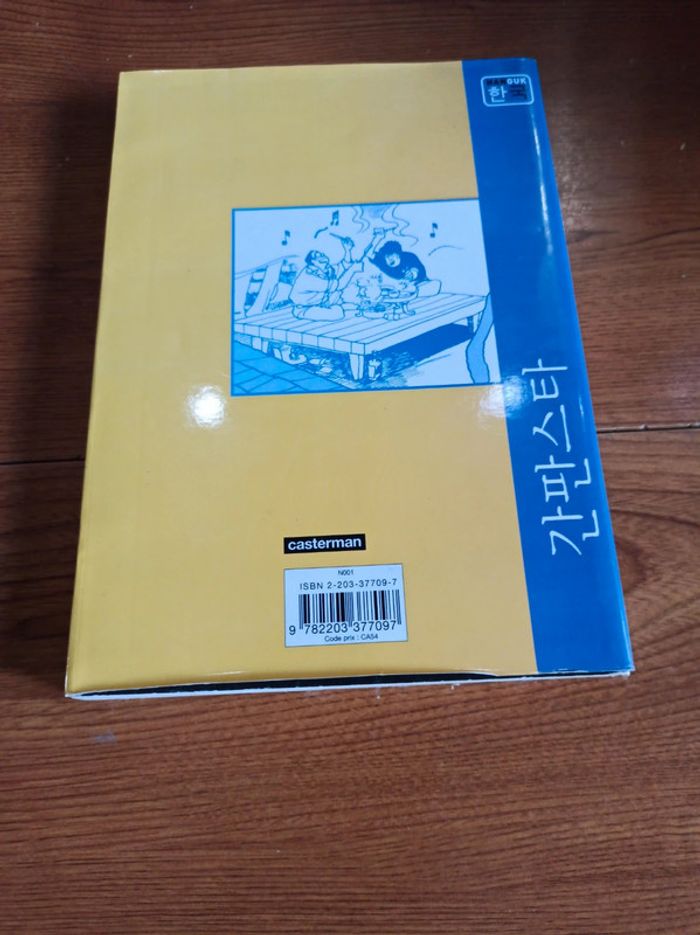 HANGUK
한국
간판스타
casterman
N001
ISBN 2-203-37709-7
9 782203 377097
Code prix : CA54